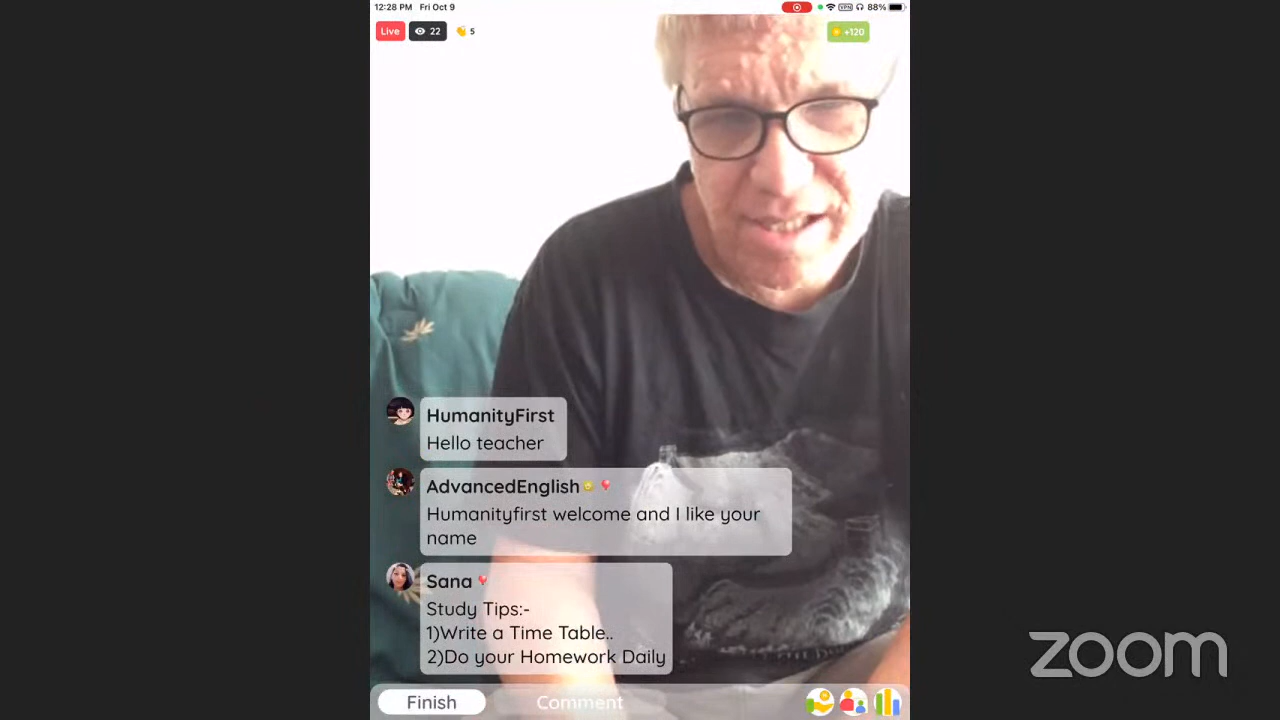 12:28 PM Fri Oct 9
VPN 88%
Live 22 5 +120
HumanityFirst
Hello teacher
AdvancedEnglish
Humanityfirst welcome and I like your
name
Sana
Study Tips:-
1)Write a Time Table..
2)Do your Homework Daily
Finish Comment
zoom